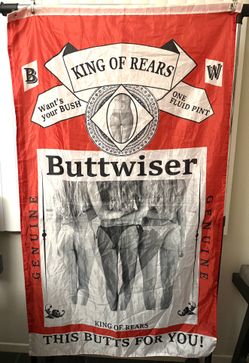 KING OF REARS
B
W
Want's
your BUSH
ONE
FLUID PINT
Buttwiser
GENUINE
GENUINE
KING OF REARS
THIS BUTTS FOR YOU!